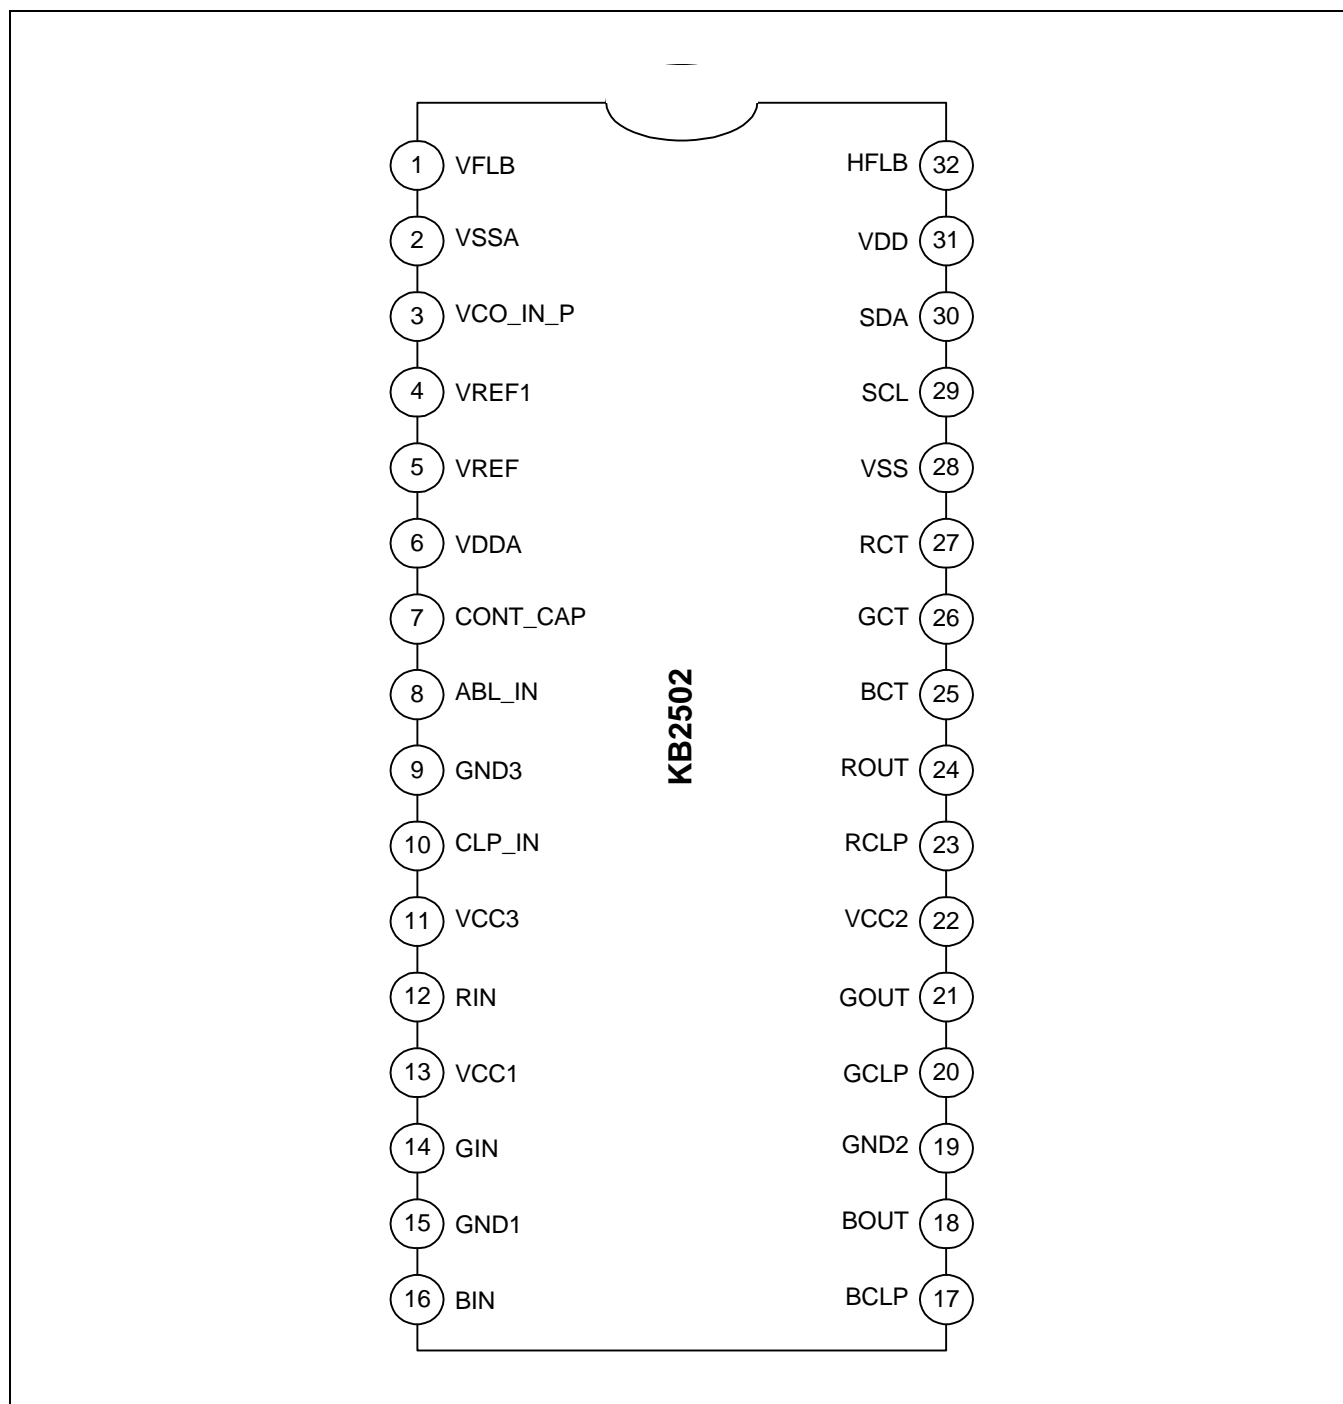 1 VFLB HFLB 32
2 VSSA VDD 31
3 VCO_IN_P SDA 30
4 VREF1 SCL 29
5 VREF VSS 28
6 VDDA RCT 27
7 CONT_CAP GCT 26
8 ABL_IN BCT 25
KB2502
9 GND3 ROUT 24
10 CLP_IN RCLP 23
11 VCC3 VCC2 22
12 RIN GOUT 21
13 VCC1 GCLP 20
14 GIN GND2 19
15 GND1 BOUT 18
16 BIN BCLP 17